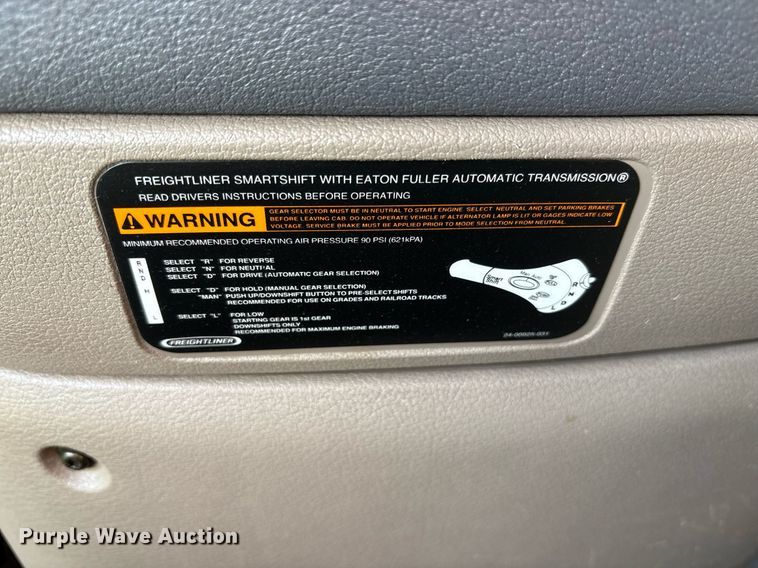 FREIGHTLINER SMARTSHIFT WITH EATON FULLER AUTOMATIC TRANSMISSION®
READ DRIVERS INSTRUCTIONS BEFORE OPERATING
WARNING
GEAR SELECTOR MUST BE IN NEUTRAL TO START ENGINE. SELECT NEUTRAL AND SET PARKING BRAKES
BEFORE LEAVING CAB. DO NOT OPERATE VEHICLE IF ALTERNATOR LAMP IS LIT OR GAGES INDICATE LOW
VOLTAGE. SERVICE BRAKE MUST BE APPLIED PRIOR TO MODE SELECTION FROM NEUTRAL.
MINIMUM RECOMMENDED OPERATING AIR PRESSURE 90 PSI (621kPA)
R
N
D
H
L
SELECT "R" FOR REVERSE
SELECT "N" FOR NEUTRAL
SELECT "D" FOR DRIVE (AUTOMATIC GEAR SELECTION)
SELECT "D" FOR HOLD (MANUAL GEAR SELECTION)
"MAN" PUSH UP/DOWNSHIFT BUTTON TO PRE-SELECT SHIFTS
RECOMMENDED FOR USE ON GRADES AND RAILROAD TRACKS
SELECT "L" FOR LOW
STARTING GEAR IS 1st GEAR
DOWNSHIFTS ONLY
RECOMMENDED FOR MAXIMUM ENGINE BRAKING
Man Auto
R
N
D
L
FREIGHTLINER
Purple Wave Auction